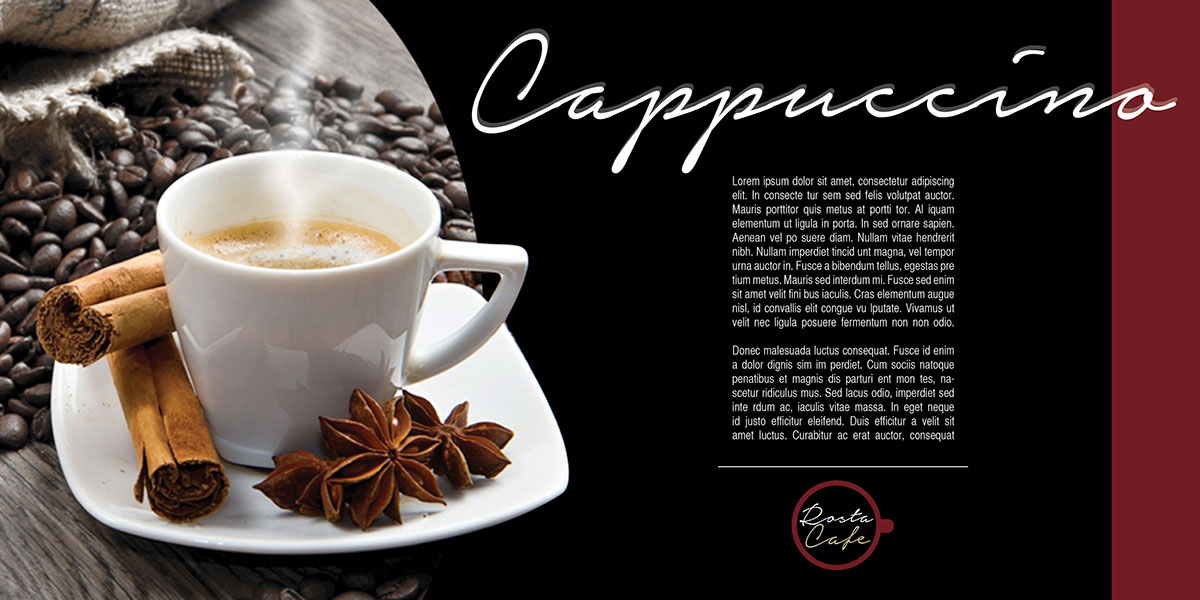 Cappuccino
Lorem ipsum dolor sit amet, consectetur adipiscing
elit. In consecte tur sem sed felis volutpat auctor.
Mauris porttitor quis metus at portti tor. Al iquam
elementum ut ligula in porta. In sed ornare sapien.
Aenean vel po suere diam. Nullam vitae hendrerit
nibh. Nullam imperdiet tincid unt magna, vel tempor
urna auctor in. Fusce a bibendum tellus, egestas pre
tium metus. Mauris sed interdum mi. Fusce sed enim
sit amet velit fini bus iaculis. Cras elementum augue
nisl, id convallis elit congue vu lputate. Vivamus ut
velit nec ligula posuere fermentum non non odio.
Donec malesuada luctus consequat. Fusce id enim
a dolor dignis sim im perdiet. Cum sociis natoque
penatibus et magnis dis parturi ent mon tes, na-
scetur ridiculus mus. Sed lacus odio, imperdiet sed
inte rdum ac, iaculis vitae massa. In eget neque
id justo efficitur eleifend. Duis efficitur a velit sit
amet luctus. Curabitur ac erat auctor, consequat
Rosta
Cafe